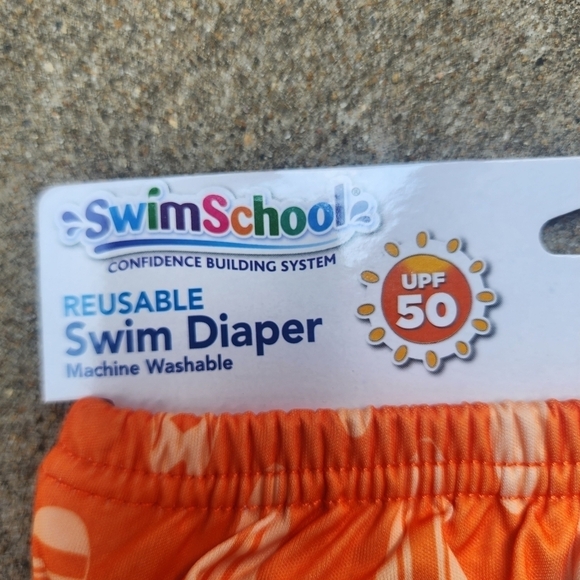 SwimSchool®
CONFIDENCE BUILDING SYSTEM
REUSABLE
Swim Diaper
Machine Washable
UPF
50